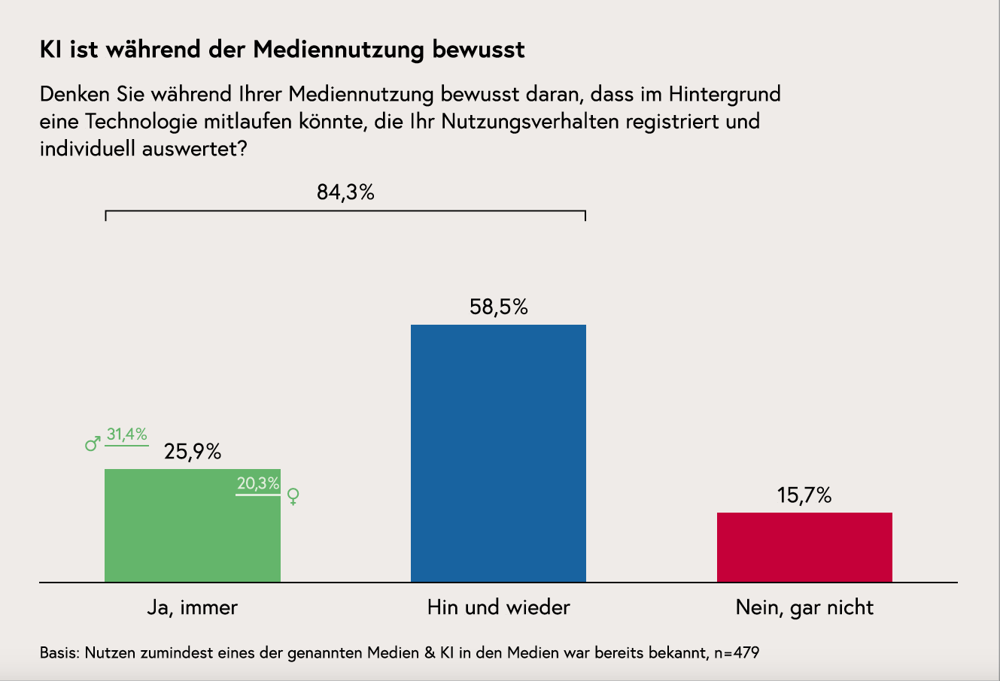 KI ist während der Mediennutzung bewusst
Denken Sie während Ihrer Mediennutzung bewusst daran, dass im Hintergrund
eine Technologie mitlaufen könnte, die Ihr Nutzungsverhalten registriert und
individuell auswertet?
84,3%
58,5%
♂ 31,4%
25,9%
20,3% ♀
15,7%
Ja, immer
Hin und wieder
Nein, gar nicht
Basis: Nutzen zumindest eines der genannten Medien & KI in den Medien war bereits bekannt, n=479